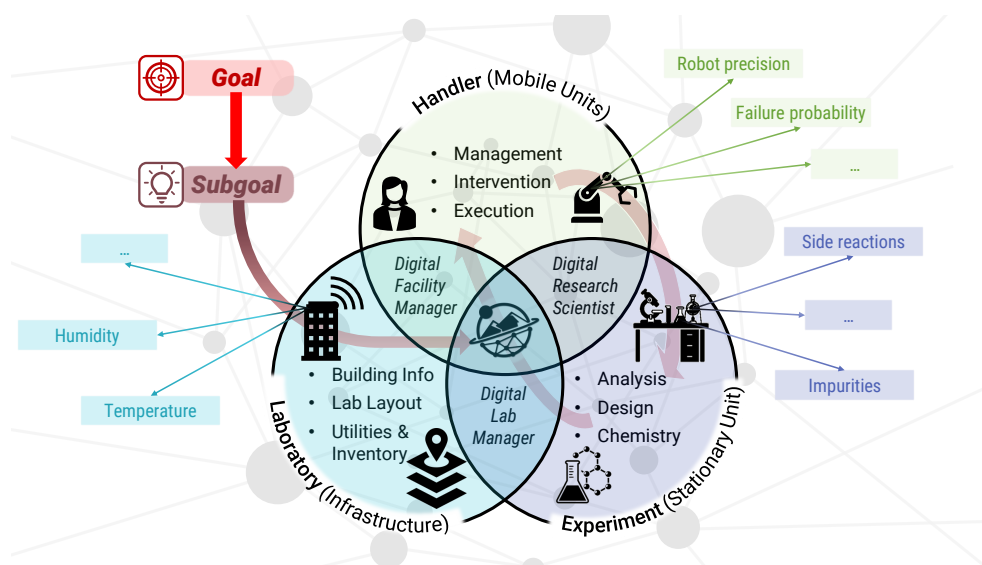 Goal
Subgoal
Handler (Mobile Units)
• Management
• Intervention
• Execution
Robot precision
Failure probability
...
Digital
Facility
Manager
Digital
Research
Scientist
Digital
Lab
Manager
...
Humidity
Temperature
• Building Info
• Lab Layout
• Utilities &
Inventory
Laboratory (Infrastructure)
• Analysis
• Design
• Chemistry
Experiment (Stationary Unit)
Side reactions
...
Impurities